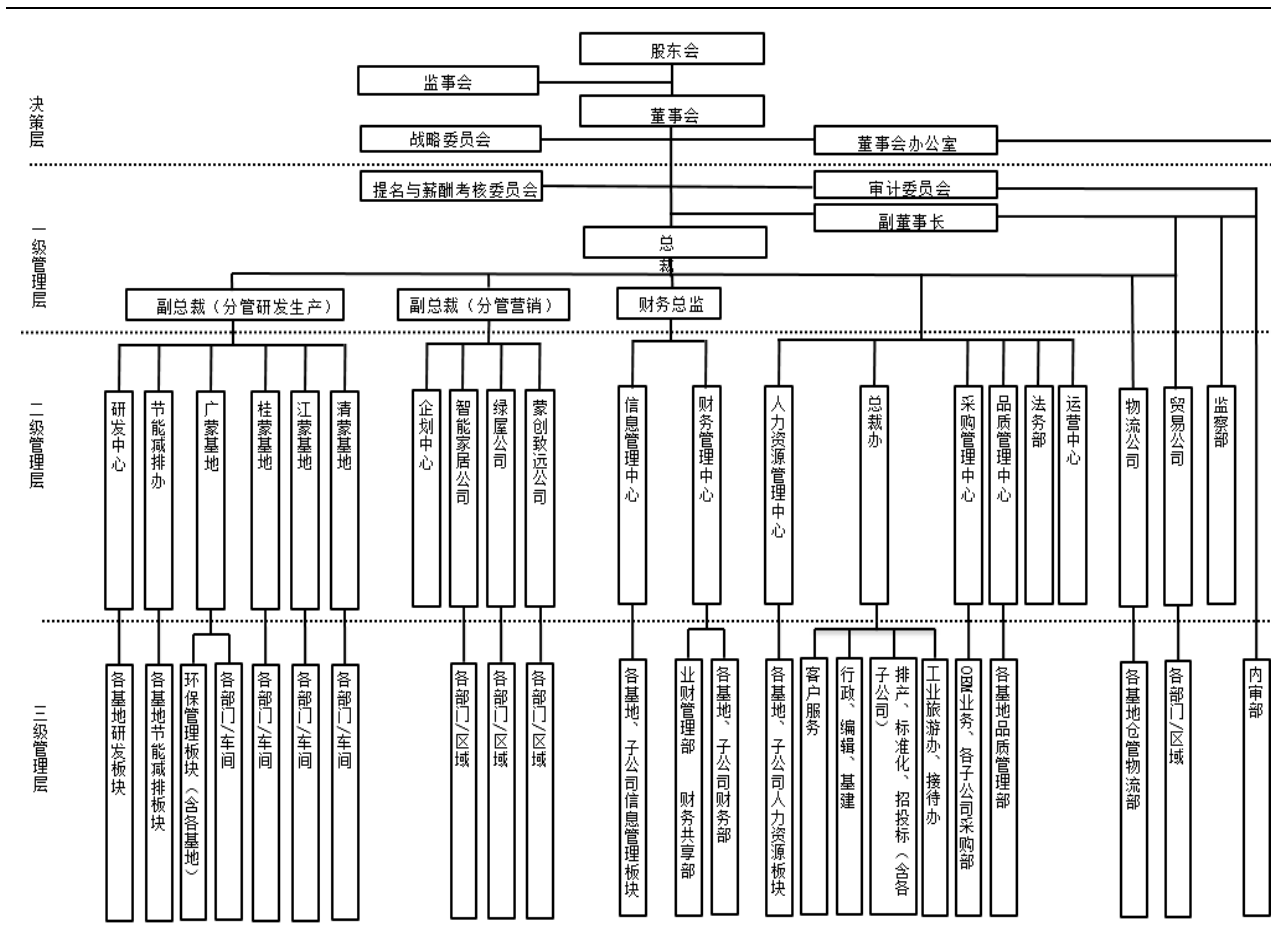 股东会
监事会
董事会
决策层
战略委员会
董事会办公室
提名与薪酬考核委员会
审计委员会
副董事长
一级管理层
总裁
副总裁（分管研发生产）
副总裁（分管营销）
财务总监
二级管理层
研发中心
节能减排办
广蒙基地
桂蒙基地
江蒙基地
清蒙基地
企划中心
智能家居公司
绿屋公司
蒙创致远公司
信息管理中心
财务管理中心
人力资源管理中心
总裁办
采购管理中心
品质管理中心
法务部
运营中心
物流公司
贸易公司
监察部
三级管理层
各基地研发板块
各基地节能减排板块
环保管理板块（含各基地）
各部门/车间
各部门/车间
各部门/车间
各部门/车间
各部门/区域
各部门/区域
各部门/区域
各基地、子公司信息管理板块
业财管理部 财务共享部
各基地、子公司财务部
各基地、子公司人力资源板块
客户服务
行政、编辑、基建
排产、标准化、招投标（含各
子公司）
工业旅游办、接待办
OEM业务、各子公司采购部
各基地品质管理部
各基地仓管物流部
各部门/区域
内审部